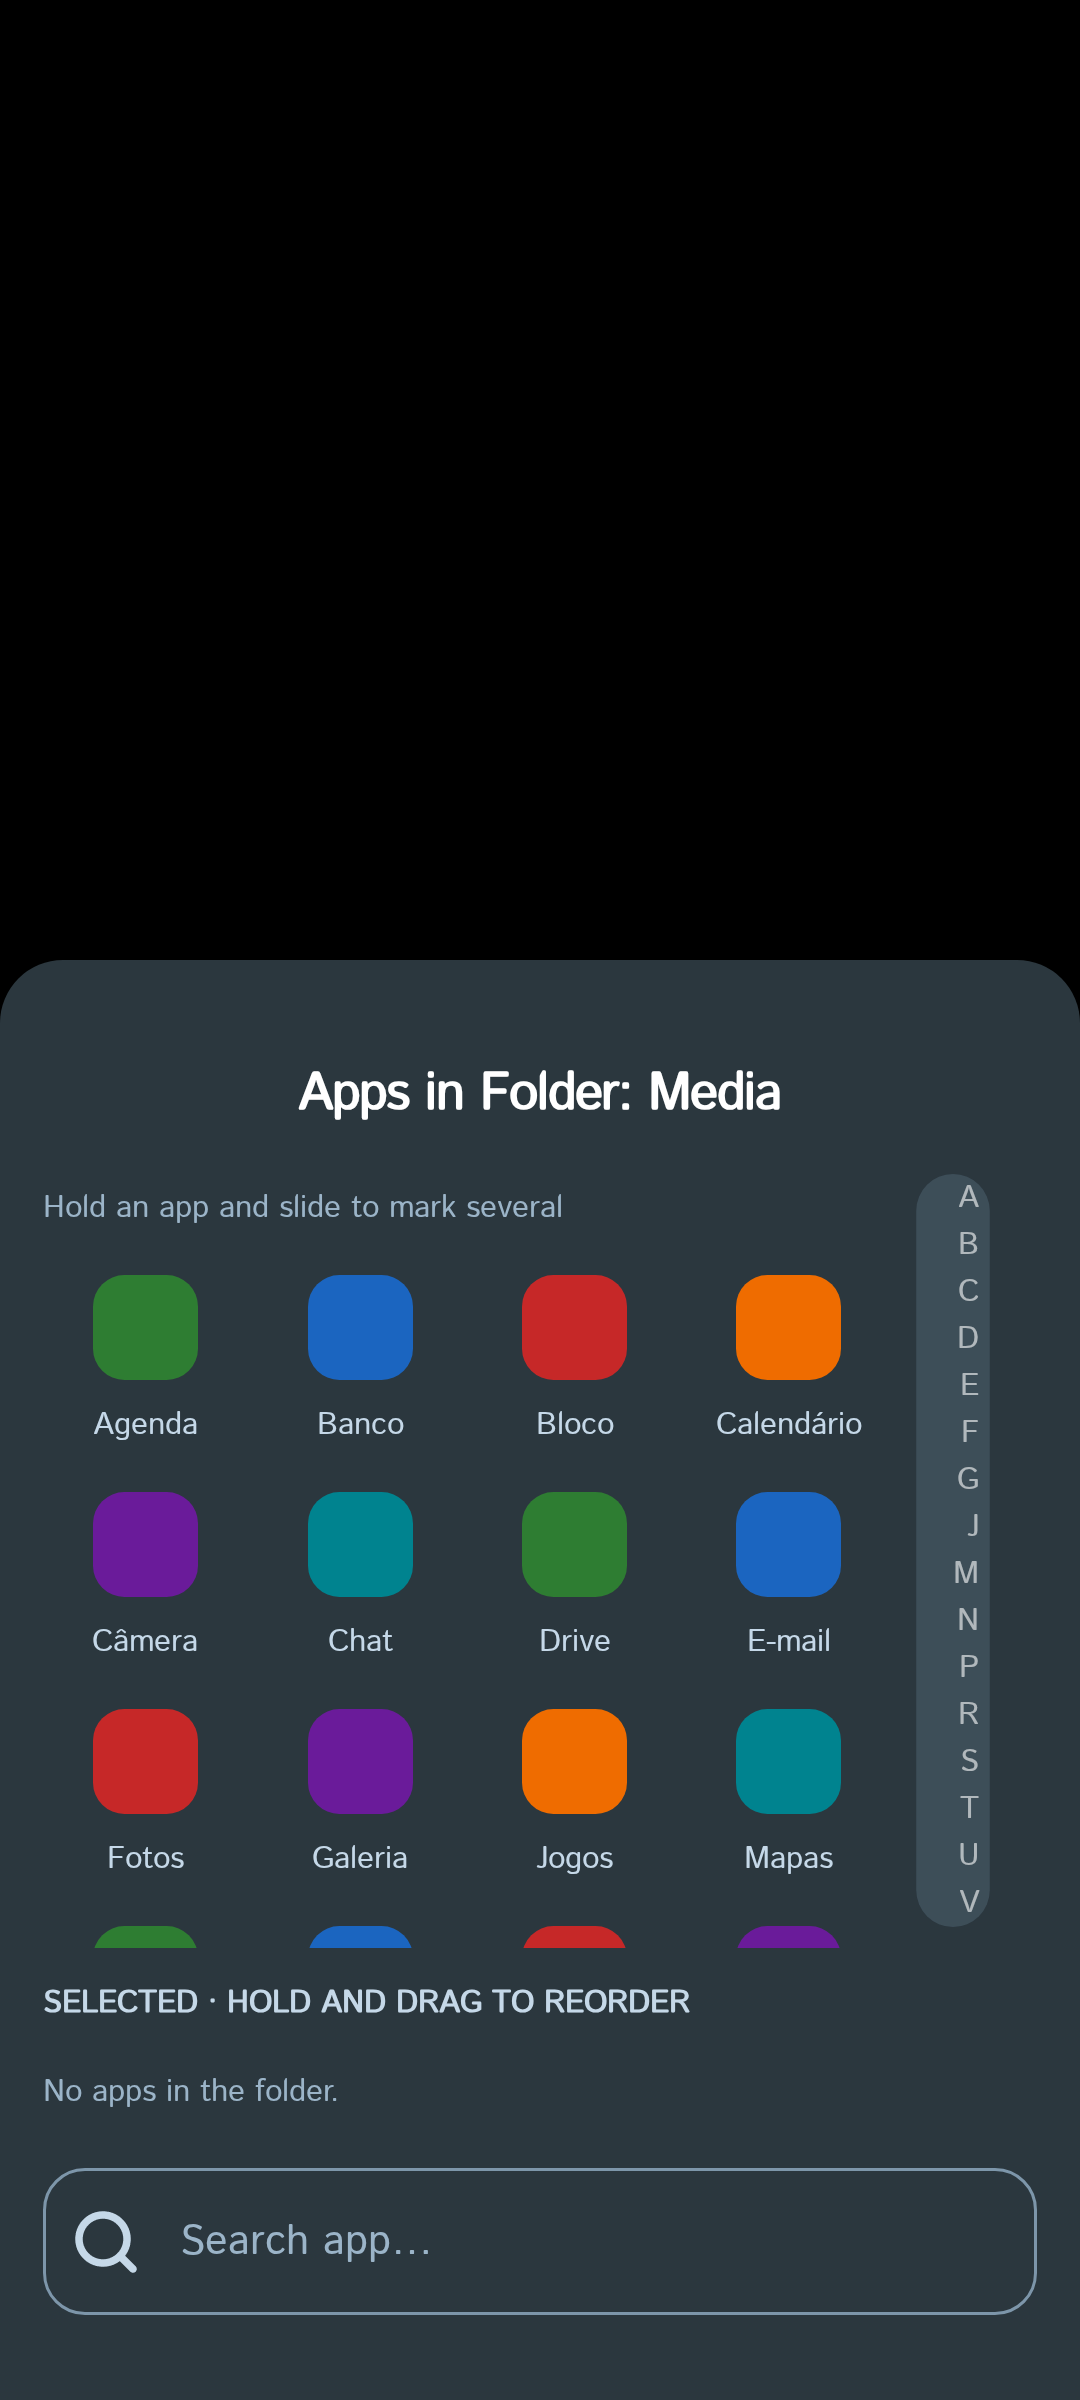 Apps in Folder: Media
Hold an app and slide to mark several
Agenda Banco Bloco Calendário
Câmera Chat Drive E-mail
Fotos Galeria Jogos Mapas
A
B
C
D
E
F
G
J
M
N
P
R
S
T
U
V
SELECTED · HOLD AND DRAG TO REORDER
No apps in the folder.
Search app…